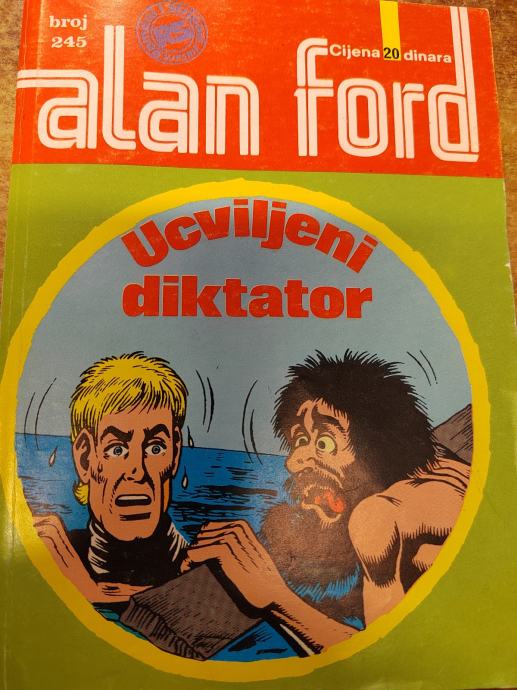 broj
245
Cijena 20 dinara
alan ford
Ucviljeni
diktator